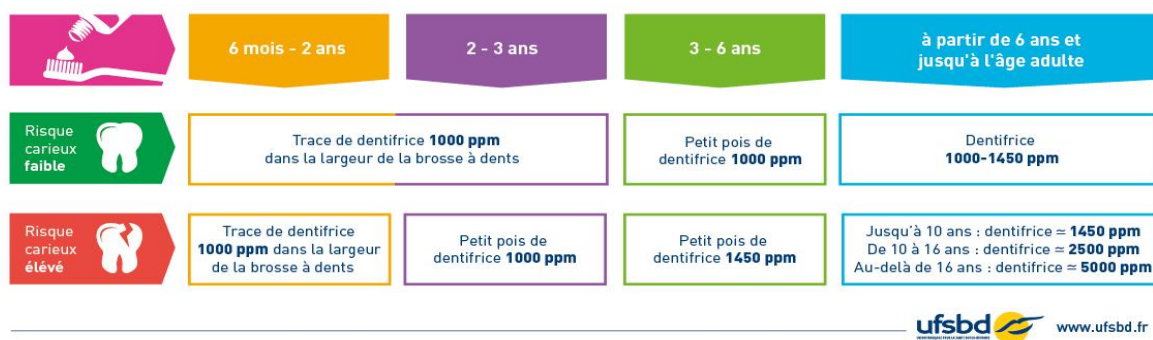 6 mois - 2 ans
2 - 3 ans
3 - 6 ans
à partir de 6 ans et
jusqu'à l'âge adulte
Risque
carieux
faible
Trace de dentifrice 1000 ppm
dans la largeur de la brosse à dents
Petit pois de
dentifrice 1000 ppm
Dentifrice
1000-1450 ppm
Risque
carieux
élévé
Trace de dentifrice
1000 ppm dans la largeur
de la brosse à dents
Petit pois de
dentifrice 1000 ppm
Petit pois de
dentifrice 1450 ppm
Jusqu'à 10 ans : dentifrice ≃ 1450 ppm
De 10 à 16 ans : dentifrice ≃ 2500 ppm
Au-delà de 16 ans : dentifrice ≃ 5000 ppm
ufsbd
www.ufsbd.fr